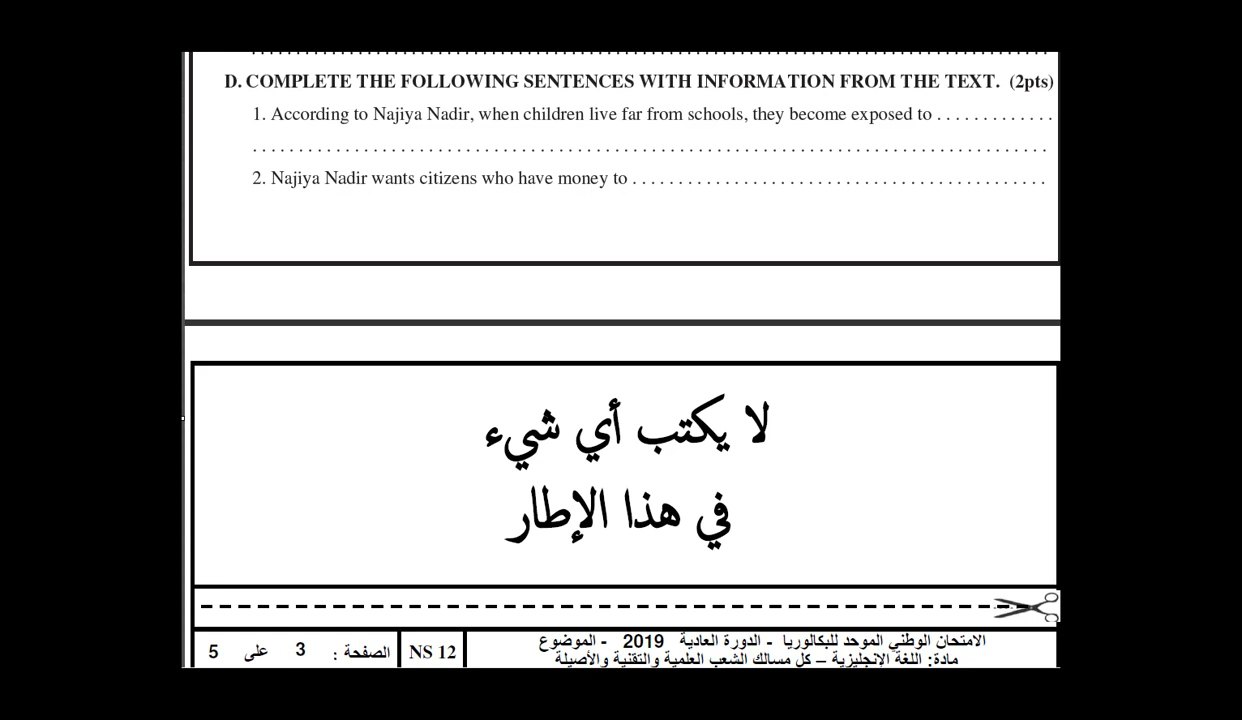 D. COMPLETE THE FOLLOWING SENTENCES WITH INFORMATION FROM THE TEXT. (2pts)
1. According to Najiya Nadir, when children live far from schools, they become exposed to . . . . . . . . . . . . .
. . . . . . . . . . . . . . . . . . . . . . . . . . . . . . . . . . . . . . . . . . . . . . . . . . . . . . . . . . . . . . . . . . . . . . . . . . . . . . . . . . . . . .
2. Najiya Nadir wants citizens who have money to . . . . . . . . . . . . . . . . . . . . . . . . . . . . . . . . . . . . . . . . . . . . .
لا يكتب أي شيء
في هذا الإطار
الامتحان الوطني الموحد للبكالوريا - الدورة العادية 2019 - الموضوع
مادة: اللغة الإنجليزية – كل مسالك الشعب العلمية والتقنية والأصيلة
NS 12
الصفحة : 3 على 5